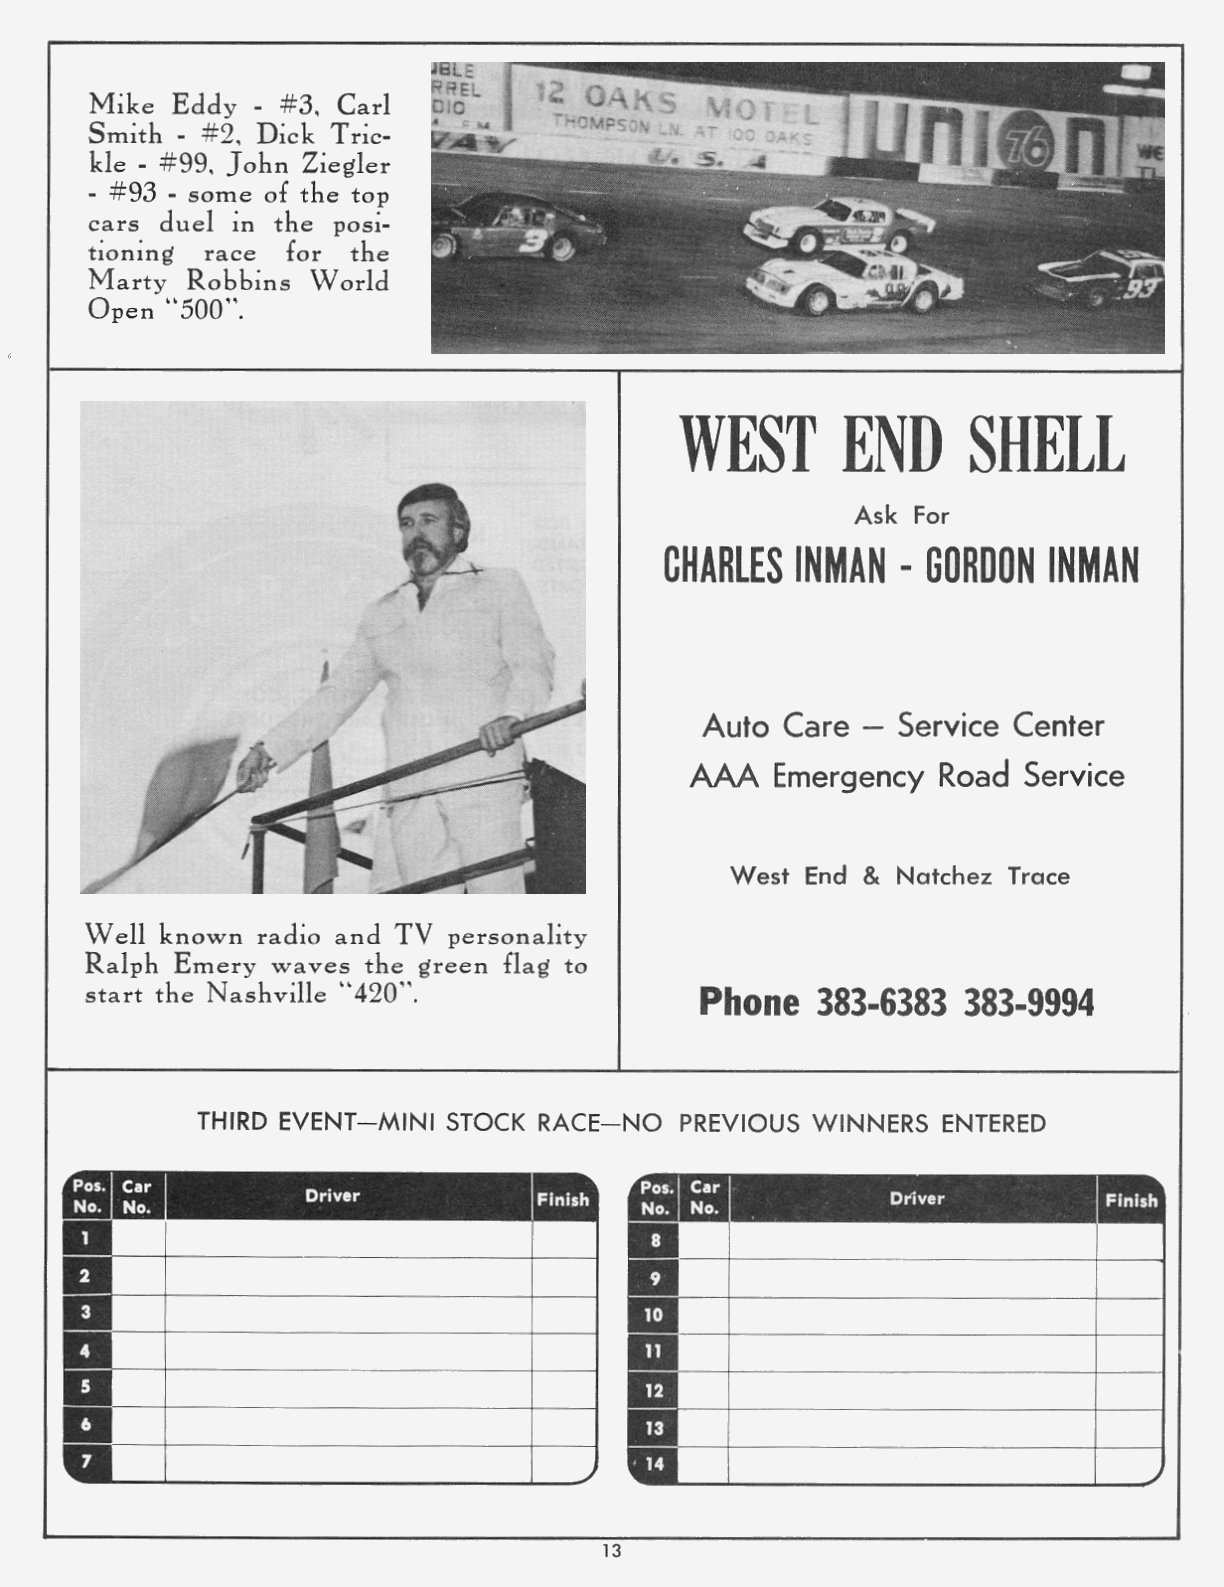 Mike Eddy - #3, Carl
Smith - #2, Dick Tric-
kle - #99, John Ziegler
- #93 - some of the top
cars duel in the posi-
tioning race for the
Marty Robbins World
Open "500".
12 OAKS MOTEL
THOMPSON LN. AT 100 OAKS
U. S. A
UNION
76
WE
3
99
93
WEST END SHELL
Ask For
CHARLES INMAN - GORDON INMAN
Auto Care – Service Center
AAA Emergency Road Service
West End & Natchez Trace
Phone 383-6383 383-9994
Well known radio and TV personality
Ralph Emery waves the green flag to
start the Nashville "420".
THIRD EVENT—MINI STOCK RACE—NO PREVIOUS WINNERS ENTERED
Pos. No. Car No. Driver Finish
1
2
3
4
5
6
7
Pos. No. Car No. Driver Finish
8
9
10
11
12
13
14
13